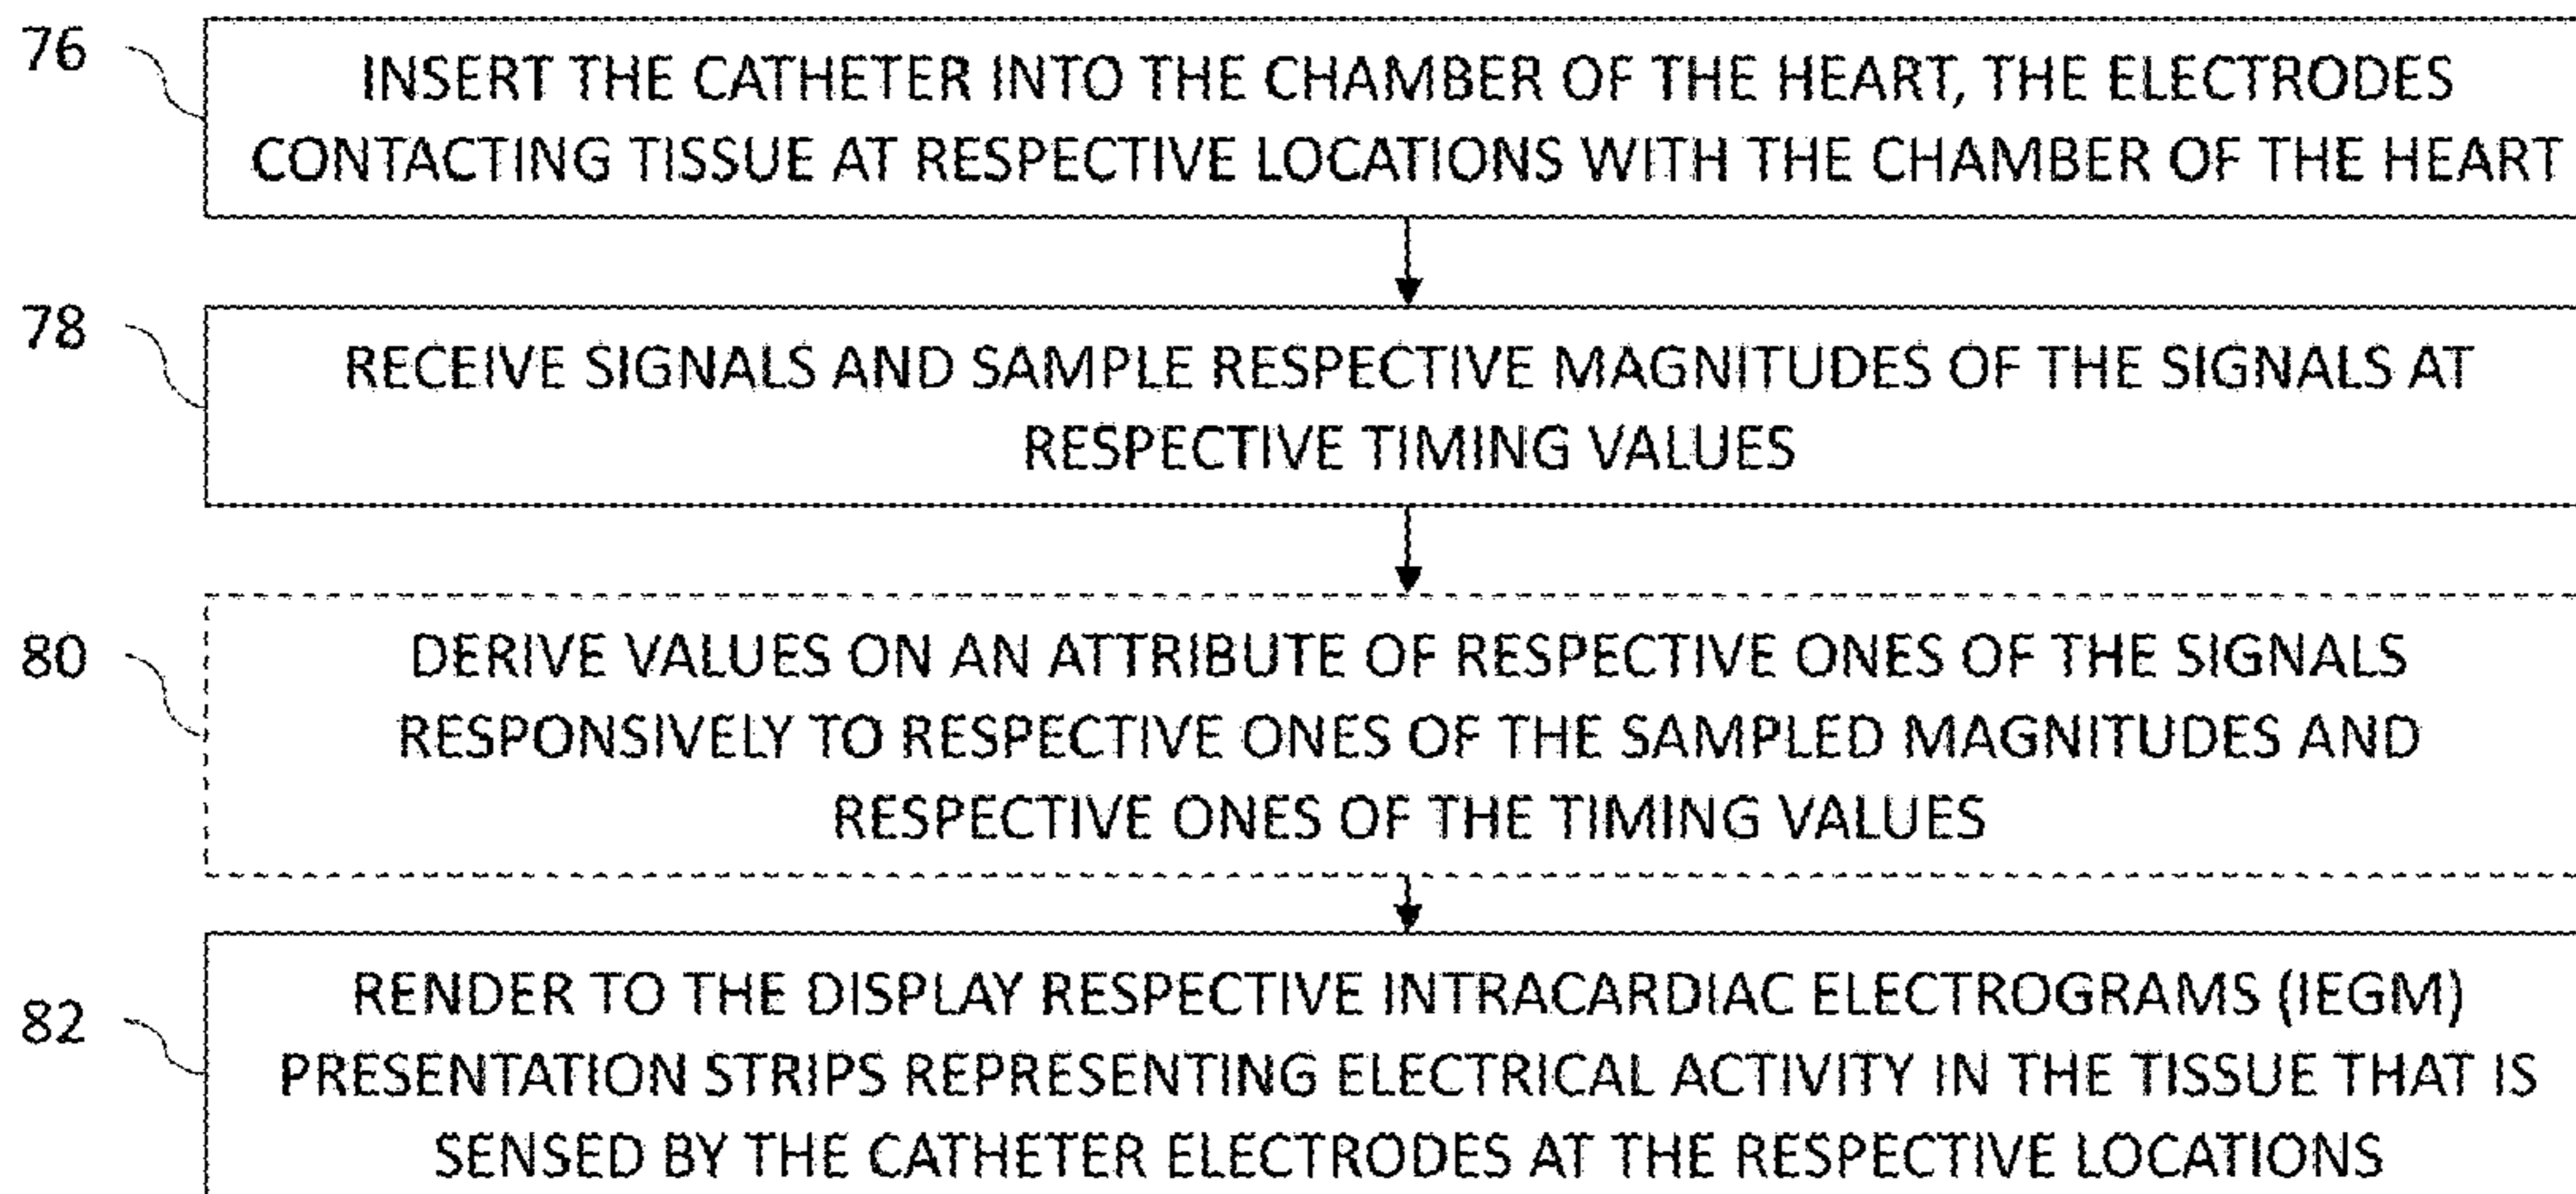 76
INSERT THE CATHETER INTO THE CHAMBER OF THE HEART, THE ELECTRODES
CONTACTING TISSUE AT RESPECTIVE LOCATIONS WITH THE CHAMBER OF THE HEART
78
RECEIVE SIGNALS AND SAMPLE RESPECTIVE MAGNITUDES OF THE SIGNALS AT
RESPECTIVE TIMING VALUES
80
DERIVE VALUES ON AN ATTRIBUTE OF RESPECTIVE ONES OF THE SIGNALS
RESPONSIVELY TO RESPECTIVE ONES OF THE SAMPLED MAGNITUDES AND
RESPECTIVE ONES OF THE TIMING VALUES
82
RENDER TO THE DISPLAY RESPECTIVE INTRACARDIAC ELECTROGRAMS (IEGM)
PRESENTATION STRIPS REPRESENTING ELECTRICAL ACTIVITY IN THE TISSUE THAT IS
SENSED BY THE CATHETER ELECTRODES AT THE RESPECTIVE LOCATIONS